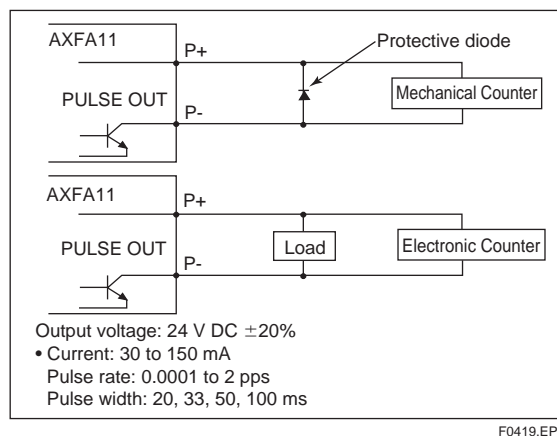 AXFA11
P+
Protective diode
Mechanical Counter
PULSE OUT
P-
AXFA11
P+
PULSE OUT
Load
Electronic Counter
P-
Output voltage: 24 V DC ±20%
• Current: 30 to 150 mA
Pulse rate: 0.0001 to 2 pps
Pulse width: 20, 33, 50, 100 ms
F0419.EP